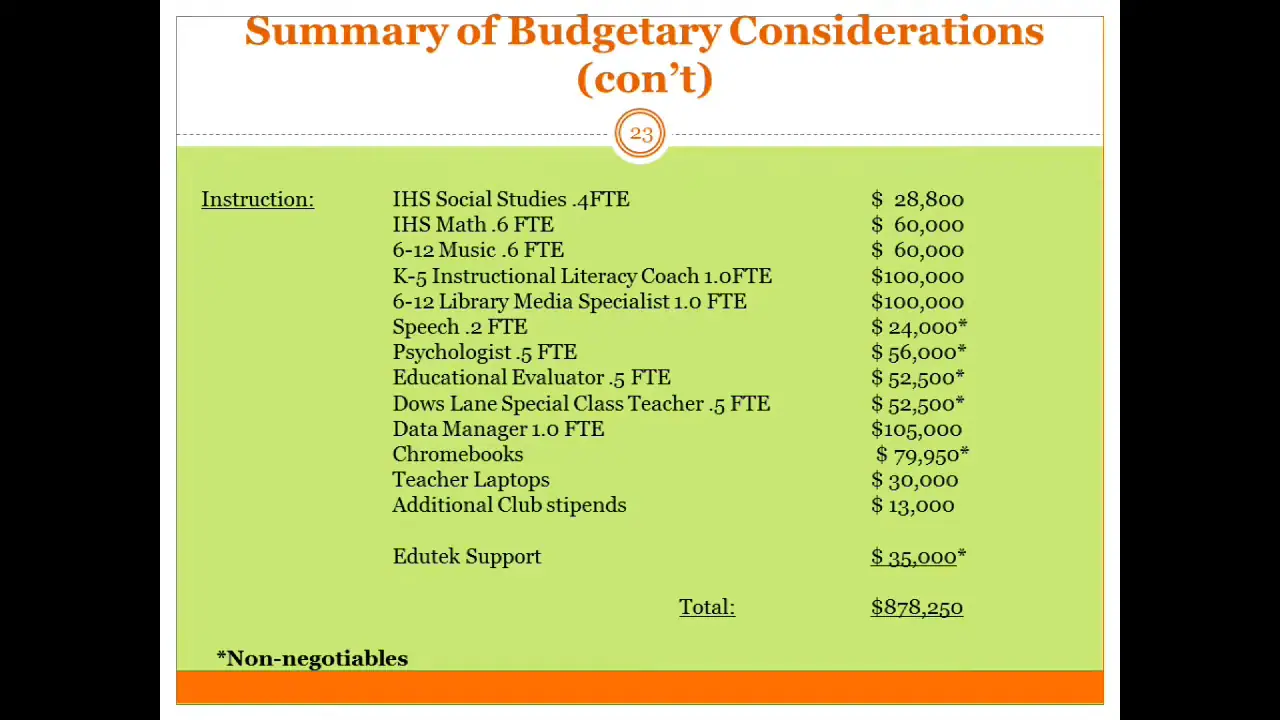 Summary of Budgetary Considerations
(con’t)
23
Instruction: IHS Social Studies .4FTE $ 28,800
IHS Math .6 FTE $ 60,000
6-12 Music .6 FTE $ 60,000
K-5 Instructional Literacy Coach 1.0FTE $100,000
6-12 Library Media Specialist 1.0 FTE $100,000
Speech .2 FTE $ 24,000*
Psychologist .5 FTE $ 56,000*
Educational Evaluator .5 FTE $ 52,500*
Dows Lane Special Class Teacher .5 FTE $ 52,500*
Data Manager 1.0 FTE $105,000
Chromebooks $ 79,950*
Teacher Laptops $ 30,000
Additional Club stipends $ 13,000
Edutek Support $ 35,000*
Total: $878,250
*Non-negotiables